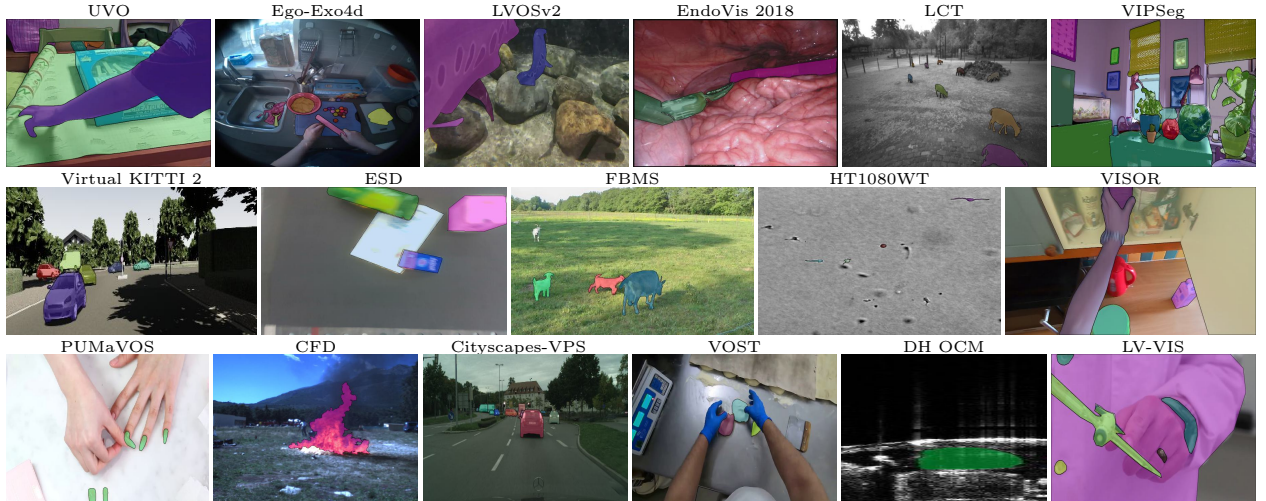 UVO Ego-Exo4d LVOSv2 EndoVis 2018 LCT VIPSeg
Virtual KITTI 2 ESD FBMS HT1080WT VISOR
PUMaVOS CFD Cityscapes-VPS VOST DH OCM LV-VIS